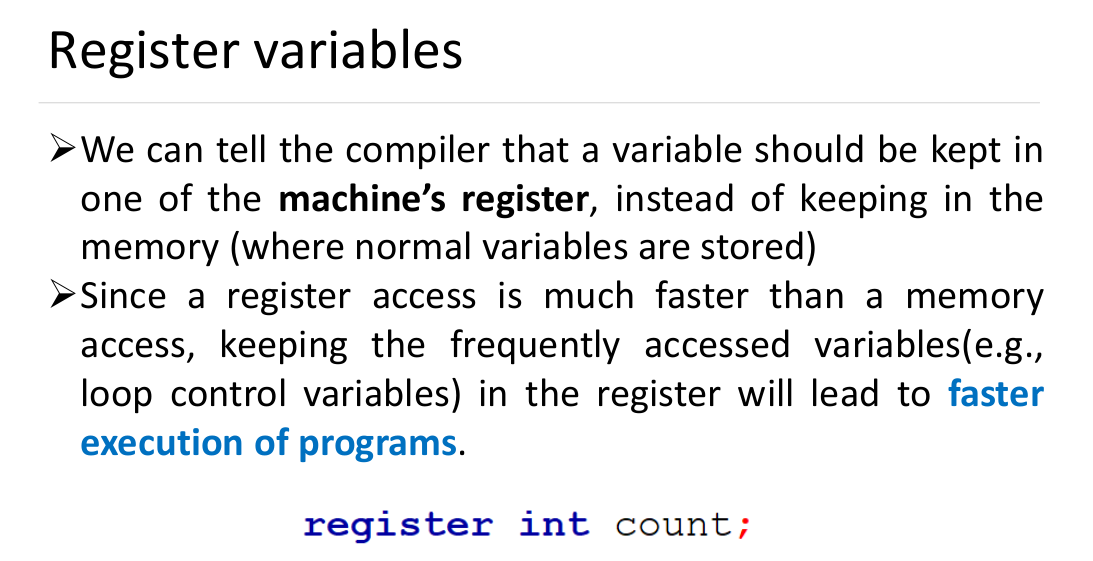 Register variables
➢We can tell the compiler that a variable should be kept in
one of the machine’s register, instead of keeping in the
memory (where normal variables are stored)
➢Since a register access is much faster than a memory
access, keeping the frequently accessed variables(e.g.,
loop control variables) in the register will lead to faster
execution of programs.
register int count;